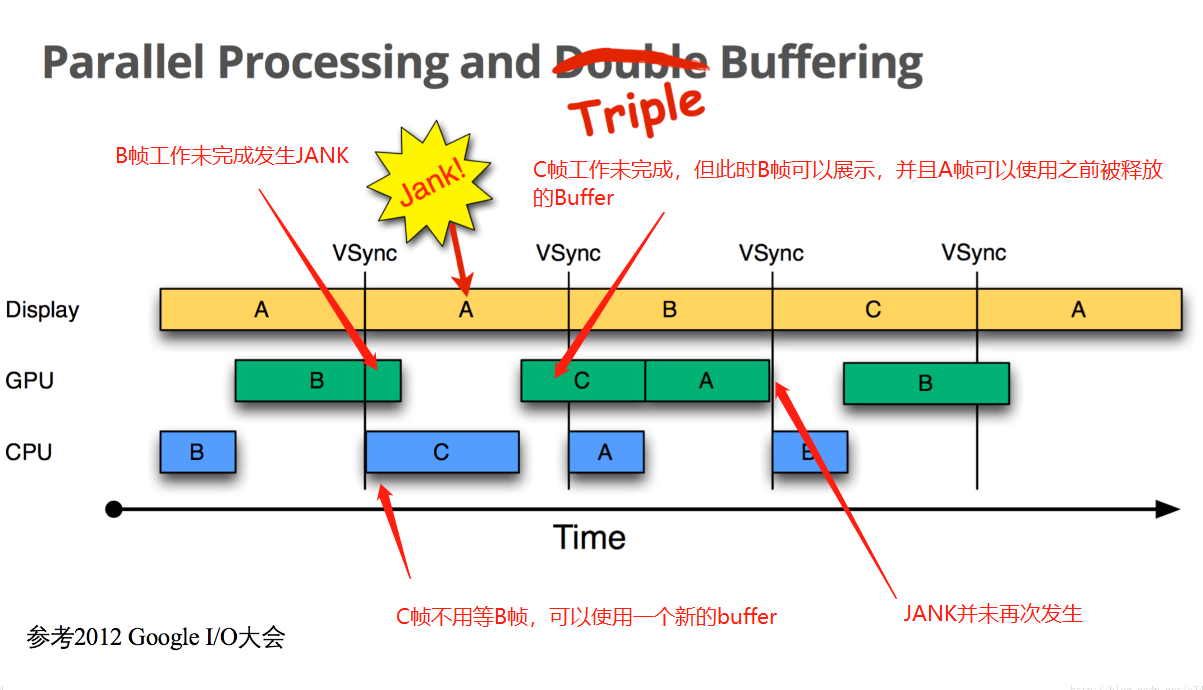 Parallel Processing and Double Buffering
Triple
B帧工作未完成发生JANK
Jank!
C帧工作未完成，但此时B帧可以展示，并且A帧可以使用之前被释放
的Buffer
VSync VSync VSync VSync
Display A A B C A
GPU B C A B
CPU B C A B
Time
C帧不用等B帧，可以使用一个新的buffer
JANK并未再次发生
参考2012 Google I/O大会